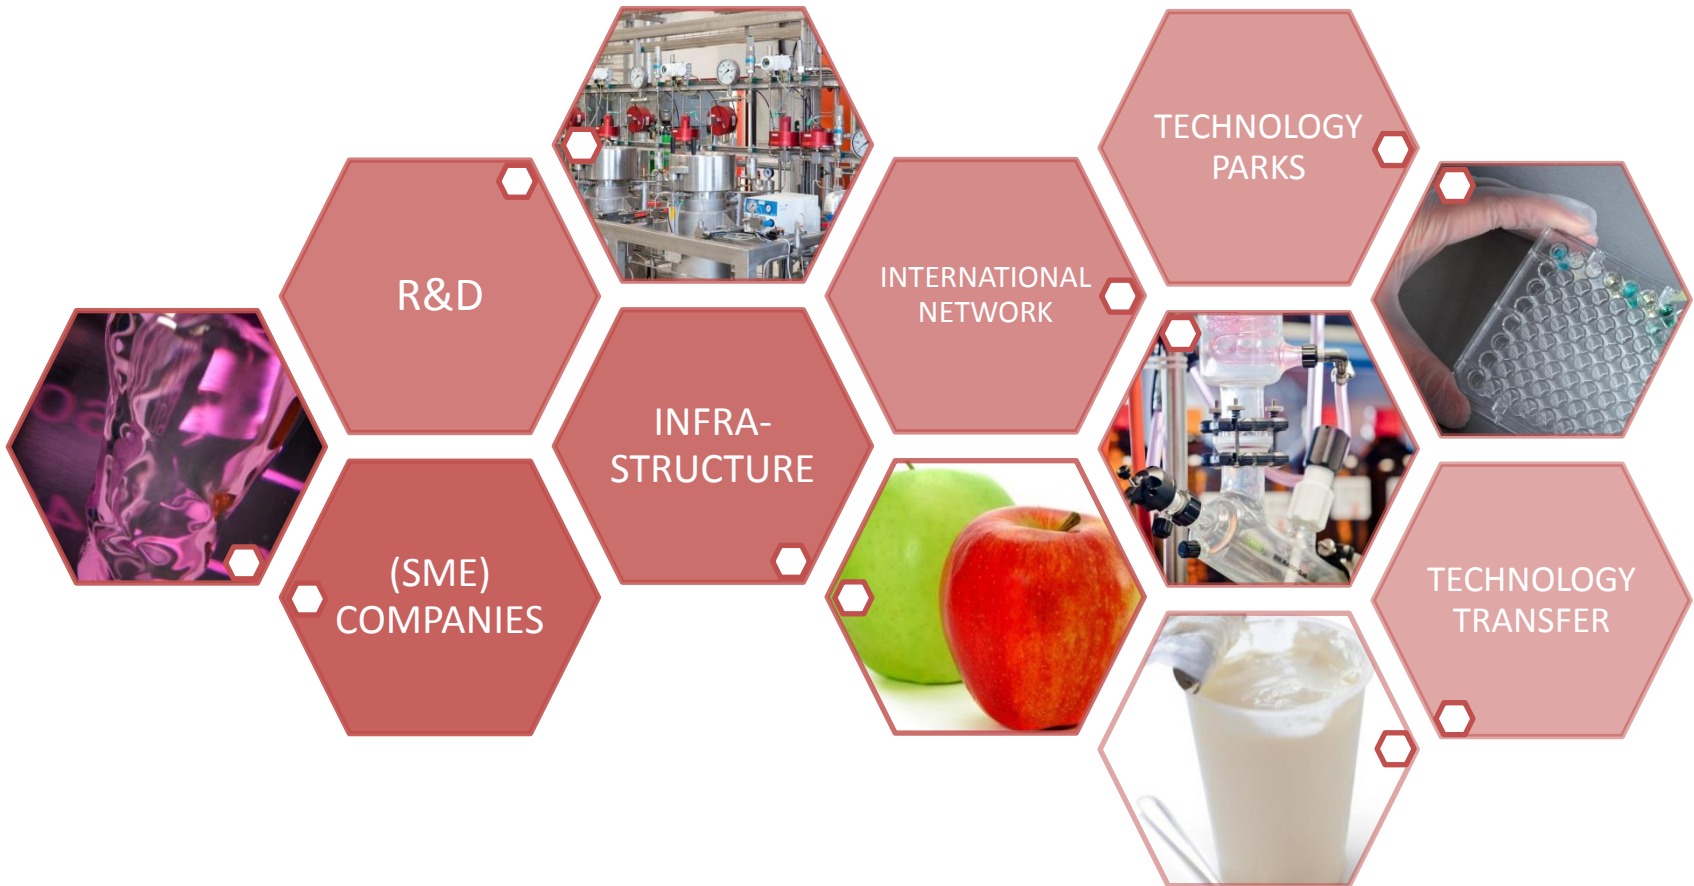 TECHNOLOGY
PARKS
R&D
INTERNATIONAL
NETWORK
INFRA-
STRUCTURE
(SME)
COMPANIES
TECHNOLOGY
TRANSFER